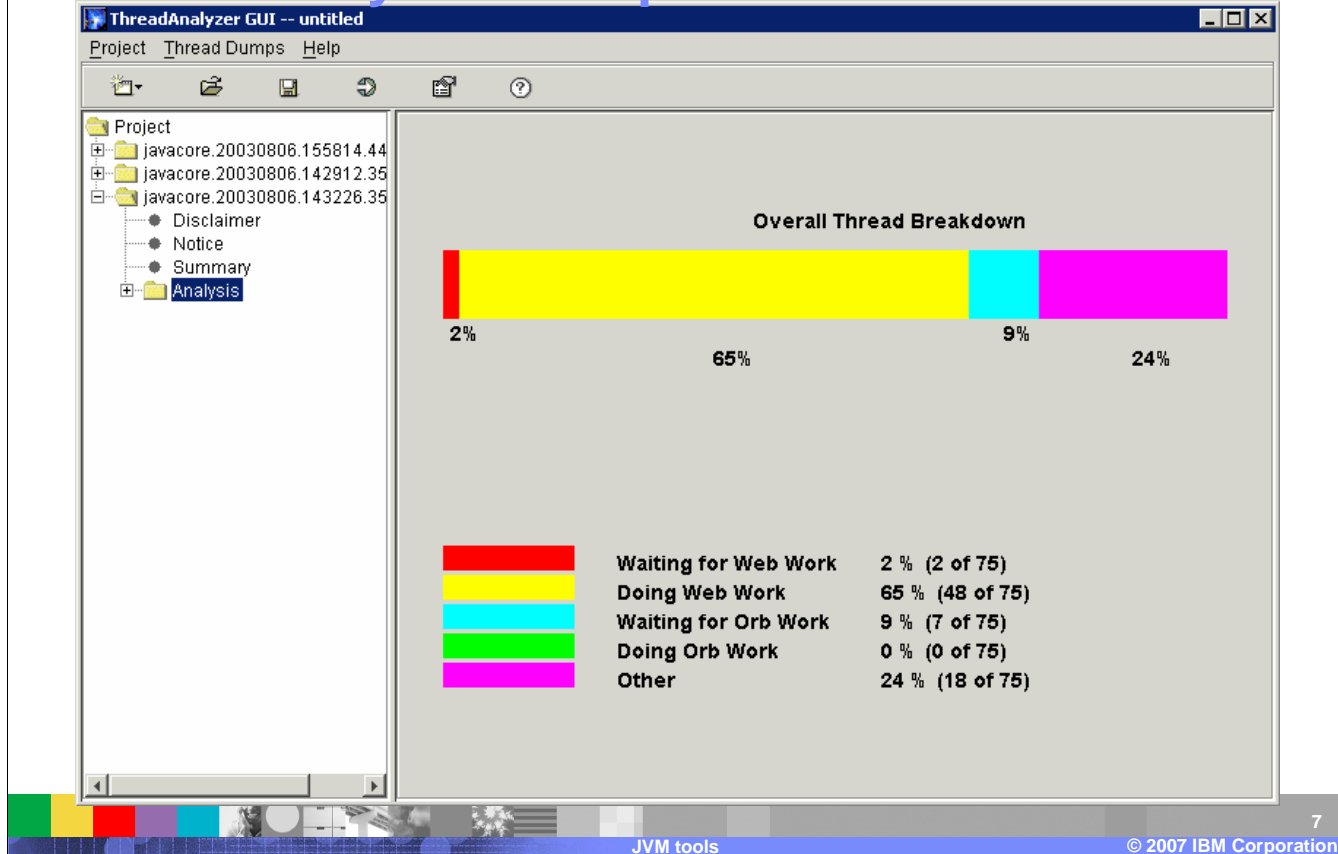 ThreadAnalyzer GUI -- untitled
Project Thread Dumps Help
Project
javacore.20030806.155814.44
javacore.20030806.142912.35
javacore.20030806.143226.35
Disclaimer
Notice
Summary
Analysis
Overall Thread Breakdown
2%
9%
65%
24%
Waiting for Web Work 2 % (2 of 75)
Doing Web Work 65 % (48 of 75)
Waiting for Orb Work 9 % (7 of 75)
Doing Orb Work 0 % (0 of 75)
Other 24 % (18 of 75)
7
JVM tools
© 2007 IBM Corporation